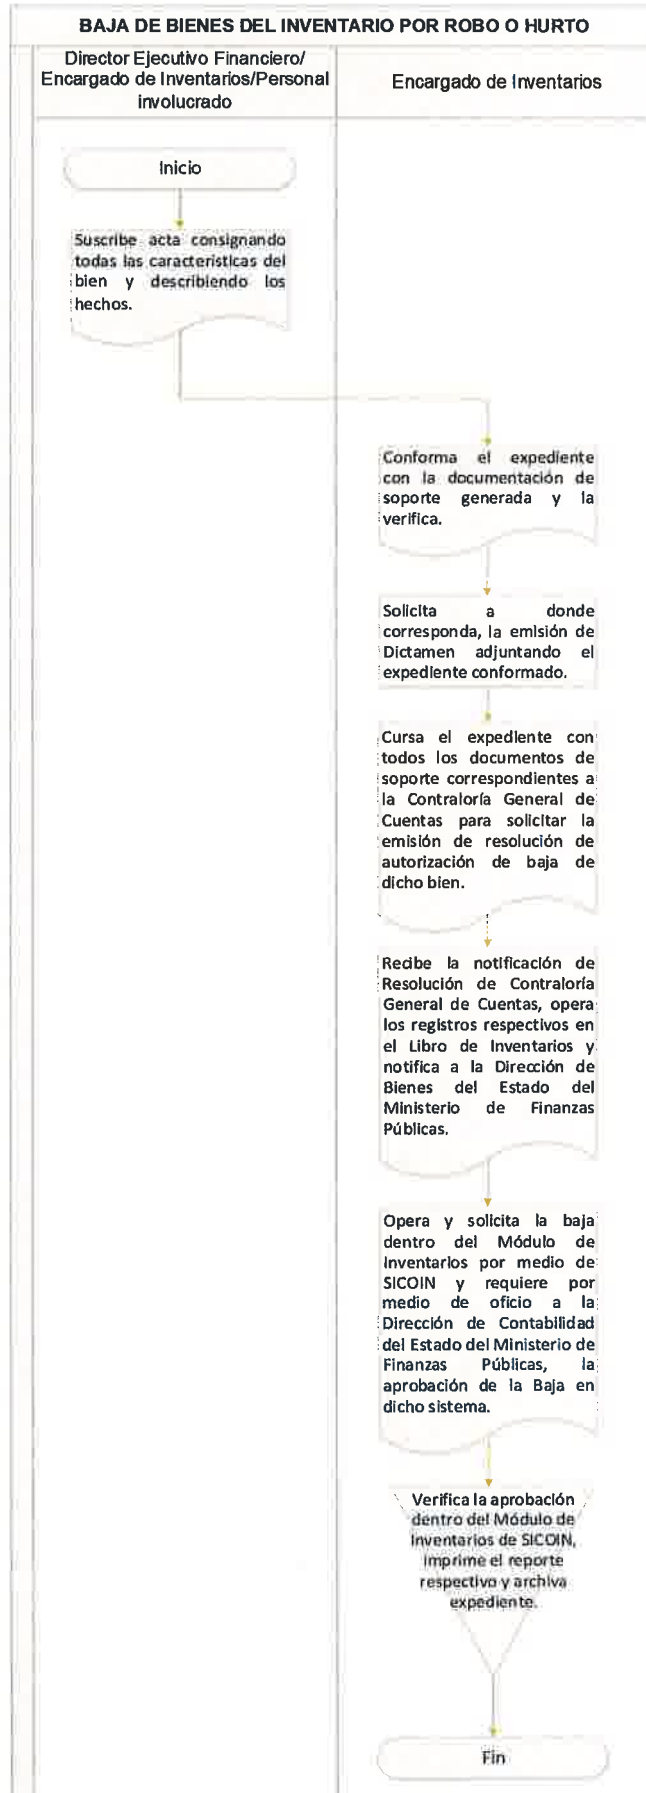 BAJA DE BIENES DEL INVENTARIO POR ROBO O HURTO
Director Ejecutivo Financiero/
Encargado de Inventarios/Personal
involucrado
Encargado de Inventarios
Inicio
Suscribe acta consignando
todas las características del
bien y describiendo los
hechos.
Conforma el expediente
con la documentación de
soporte generada y la
verifica.
Solicita a donde
corresponda, la emisión de
Dictamen adjuntando el
expediente conformado.
Cursa el expediente con
todos los documentos de
soporte correspondientes a
la Contraloría General de
Cuentas para solicitar la
emisión de resolución de
autorización de baja de
dicho bien.
Recibe la notificación de
Resolución de Contraloría
General de Cuentas, opera
los registros respectivos en
el Libro de Inventarios y
notifica a la Dirección de
Bienes del Estado del
Ministerio de Finanzas
Públicas.
Opera y solicita la baja
dentro del Módulo de
Inventarios por medio de
SICOIN y requiere por
medio de oficio a la
Dirección de Contabilidad
del Estado del Ministerio de
Finanzas Públicas, la
aprobación de la Baja en
dicho sistema.
Verifica la aprobación
dentro del Módulo de
Inventarios de SICOIN,
imprime el reporte
respectivo y archiva
expediente.
Fin